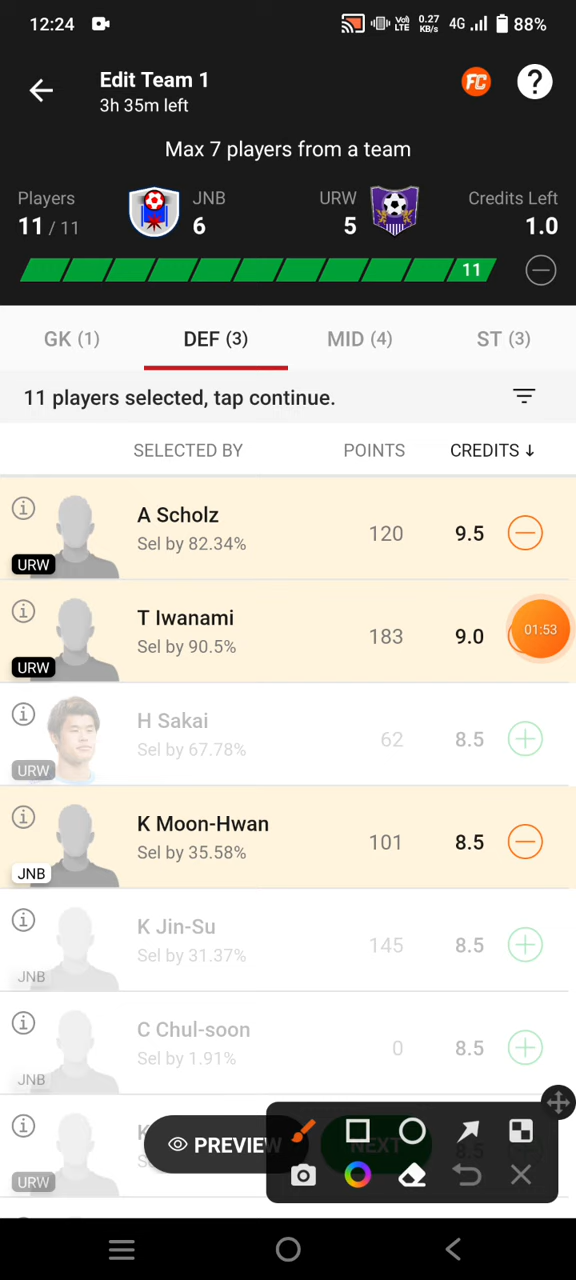 12:24
Vo)
LTE
0.27
KB/s
4G
88%
Edit Team 1
3h 35m left
FC
?
Max 7 players from a team
Players
11 / 11
JNB
6
URW
5
Credits Left
1.0
11
GK (1)
DEF (3)
MID (4)
ST (3)
11 players selected, tap continue.
SELECTED BY
POINTS
CREDITS ↓
A Scholz
Sel by 82.34%
120
9.5
URW
T Iwanami
Sel by 90.5%
183
9.0
01:53
URW
H Sakai
Sel by 67.78%
62
8.5
URW
K Moon-Hwan
Sel by 35.58%
101
8.5
JNB
K Jin-Su
Sel by 31.37%
145
8.5
JNB
C Chul-soon
Sel by 1.91%
0
8.5
JNB
K
PREVIEW
NEXT
8.5
URW